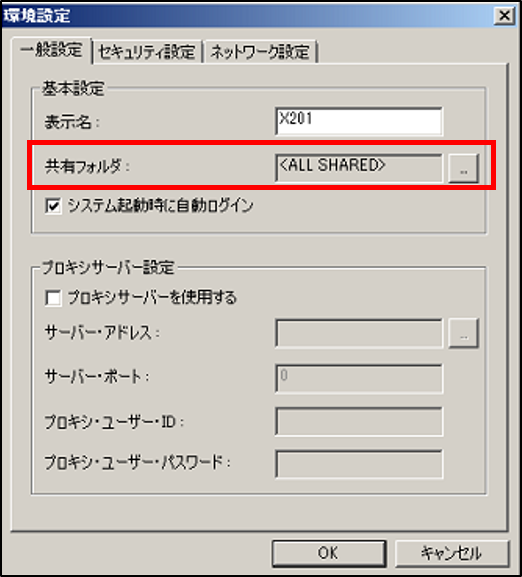 環境設定
一般設定 セキュリティ設定 ネットワーク設定
基本設定
表示名: X201
共有フォルダ: <ALL SHARED> ..
システム起動時に自動ログイン
プロキシサーバー設定
プロキシサーバーを使用する
サーバー・アドレス: ..
サーバー・ポート: 0
プロキシ・ユーザー・ID:
プロキシ・ユーザー・パスワード:
OK キャンセル